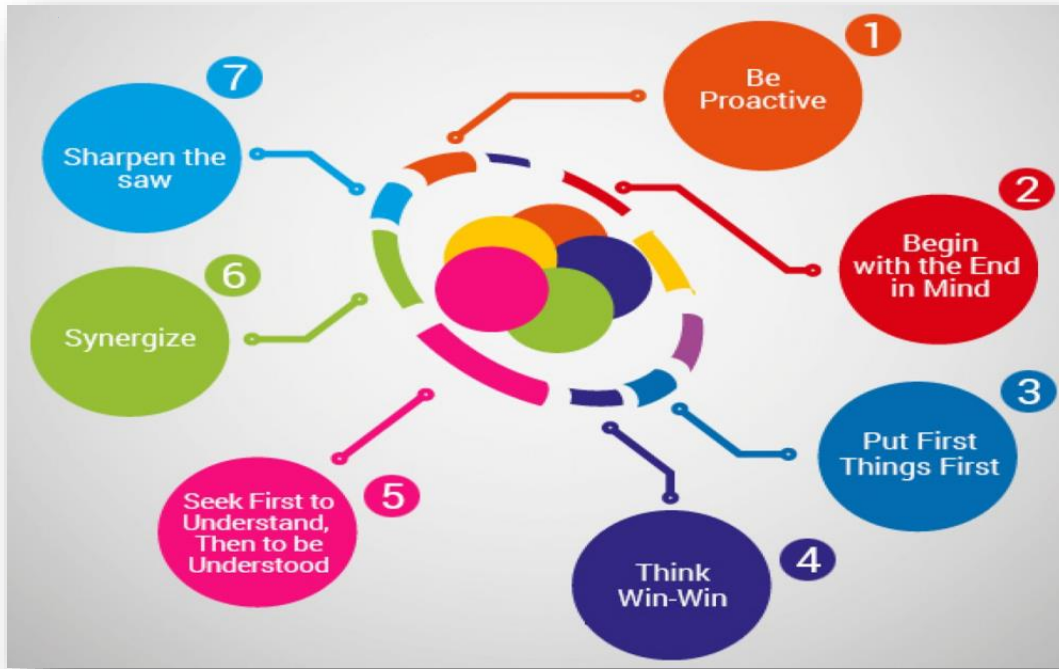 1
Be
Proactive
2
Begin
with the End
in Mind
3
Put First
Things First
4
Think
Win-Win
5
Seek First to
Understand,
Then to be
Understood
6
Synergize
7
Sharpen the
saw